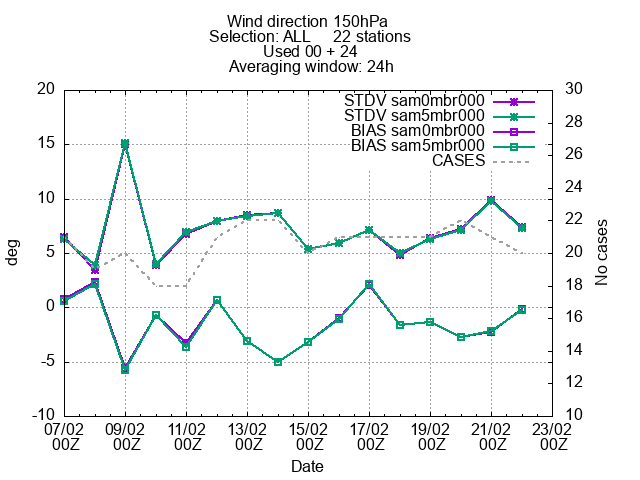 Wind direction 150hPa
Selection: ALL 22 stations
Used 00 + 24
Averaging window: 24h
STDV sam0mbr000
STDV sam5mbr000
BIAS sam0mbr000
BIAS sam5mbr000
CASES
20
15
10
5
0
-5
-10
deg
30
28
26
24
22
20
18
16
14
12
10
No cases
07/02 09/02 11/02 13/02 15/02 17/02 19/02 21/02 23/02
00Z 00Z 00Z 00Z 00Z 00Z 00Z 00Z 00Z
Date